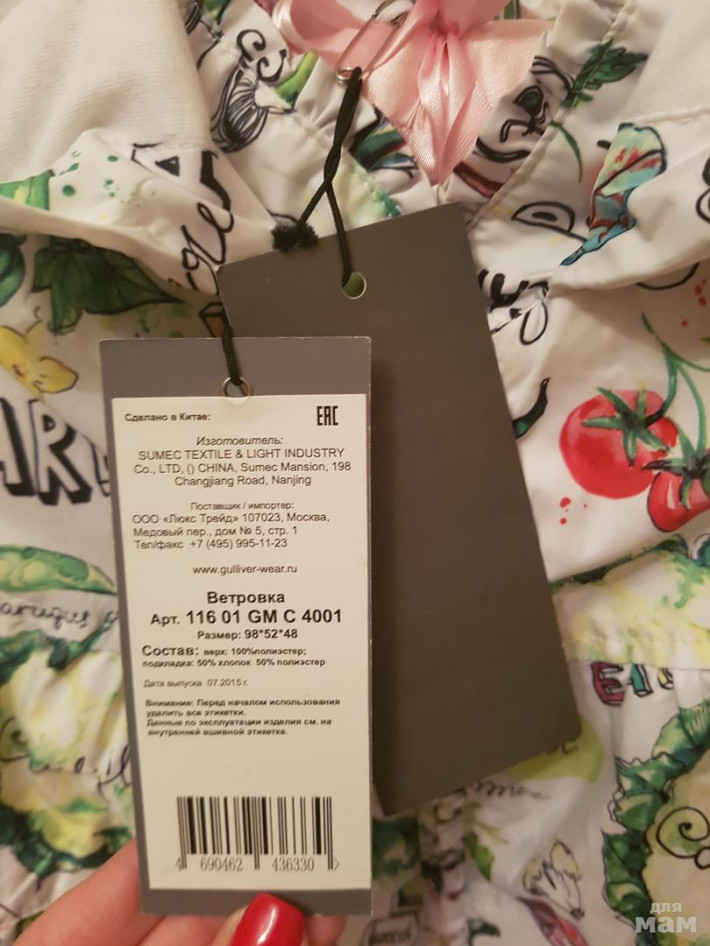 Сделано в Китае:
EAC
Изготовитель:
SUMEC TEXTILE & LIGHT INDUSTRY
Co., LTD, () CHINA, Sumec Mansion, 198
Changjiang Road, Nanjing
Поставщик / импортер:
ООО «Люкс Трейд» 107023, Москва,
Медовый пер., дом № 5, стр. 1
Тел/факс +7 (495) 995-11-23
www.gulliver-wear.ru
Ветровка
Арт. 116 01 GM C 4001
Размер: 98*52*48
Состав: верх: 100%полиэстер;
подкладка: 50% хлопок 50% полиэстер
Дата выпуска 07.2015 г.
Внимание: Перед началом использования
удалить все этикетки.
Данные по эксплуатации изделия см. на
внутренней вшивной этикетке.
4 690462 436330
для
мам